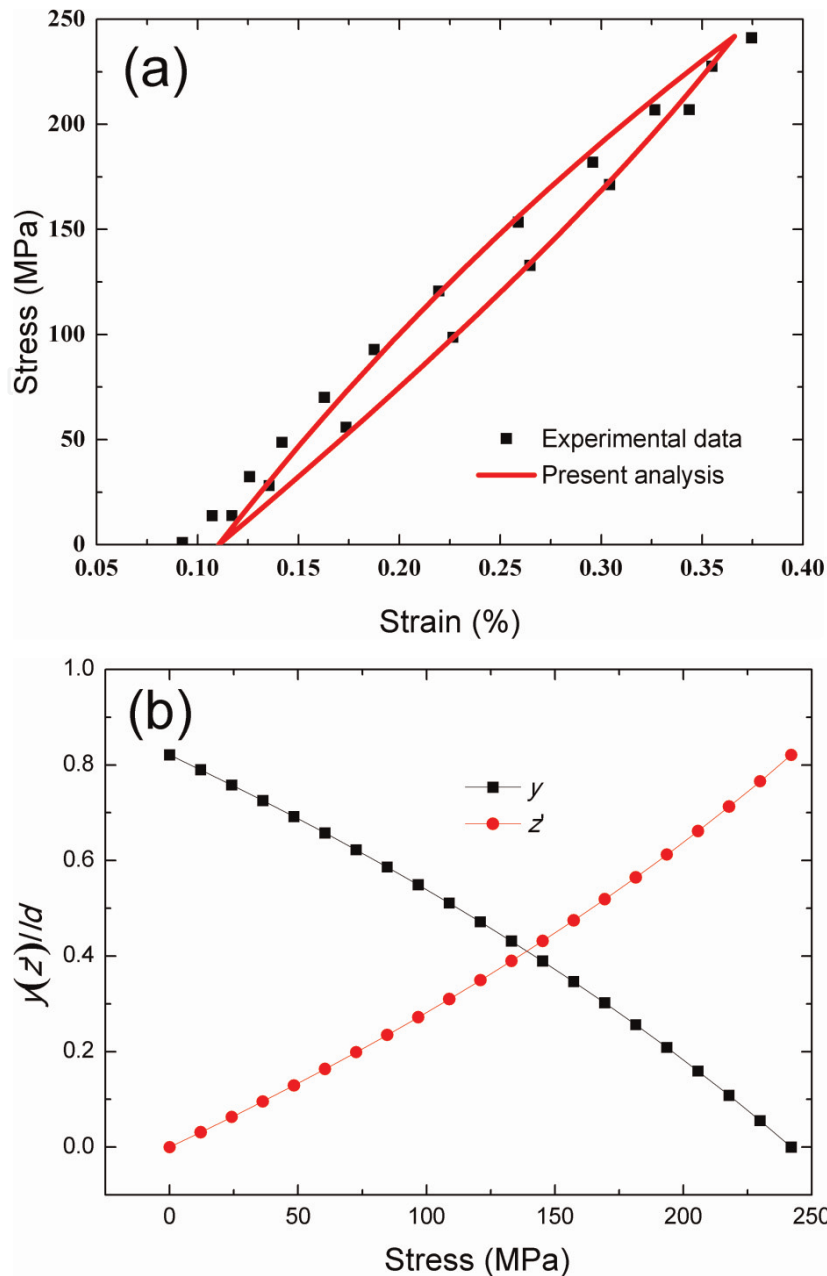 (a)
Stress (MPa)
250
200
150
100
50
0
Experimental data
Present analysis
0.05 0.10 0.15 0.20 0.25 0.30 0.35 0.40
Strain (%)
(b)
y(z')//d
1.0
0.8
0.6
0.4
0.2
0.0
y
z'
0 50 100 150 200 250
Stress (MPa)